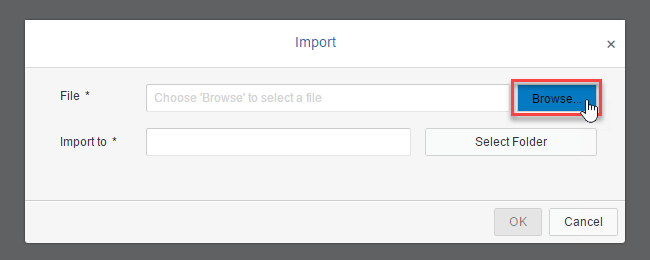 Import
×
File * Choose 'Browse' to select a file Browse...
Import to * Select Folder
OK Cancel